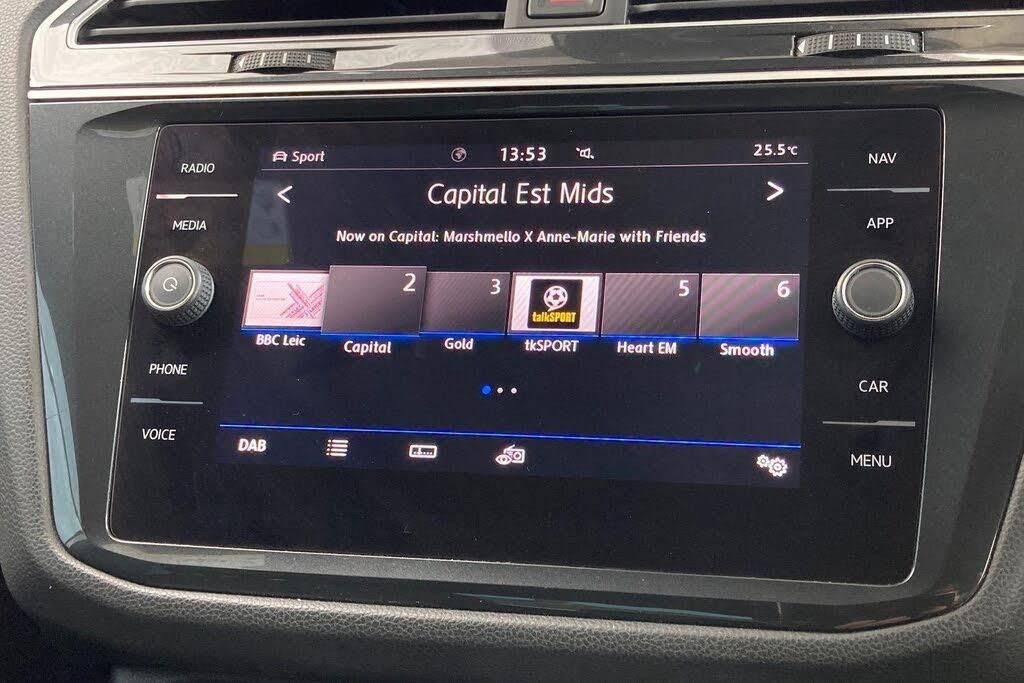 Sport 13:53 25.5°C
RADIO
NAV
< Capital Est Mids >
MEDIA
APP
Now on Capital: Marshmello X Anne-Marie with Friends
2
3
talkSPORT
5
6
BBC Leic
Capital
Gold
tkSPORT
Heart EM
Smooth
PHONE
CAR
VOICE
DAB
MENU